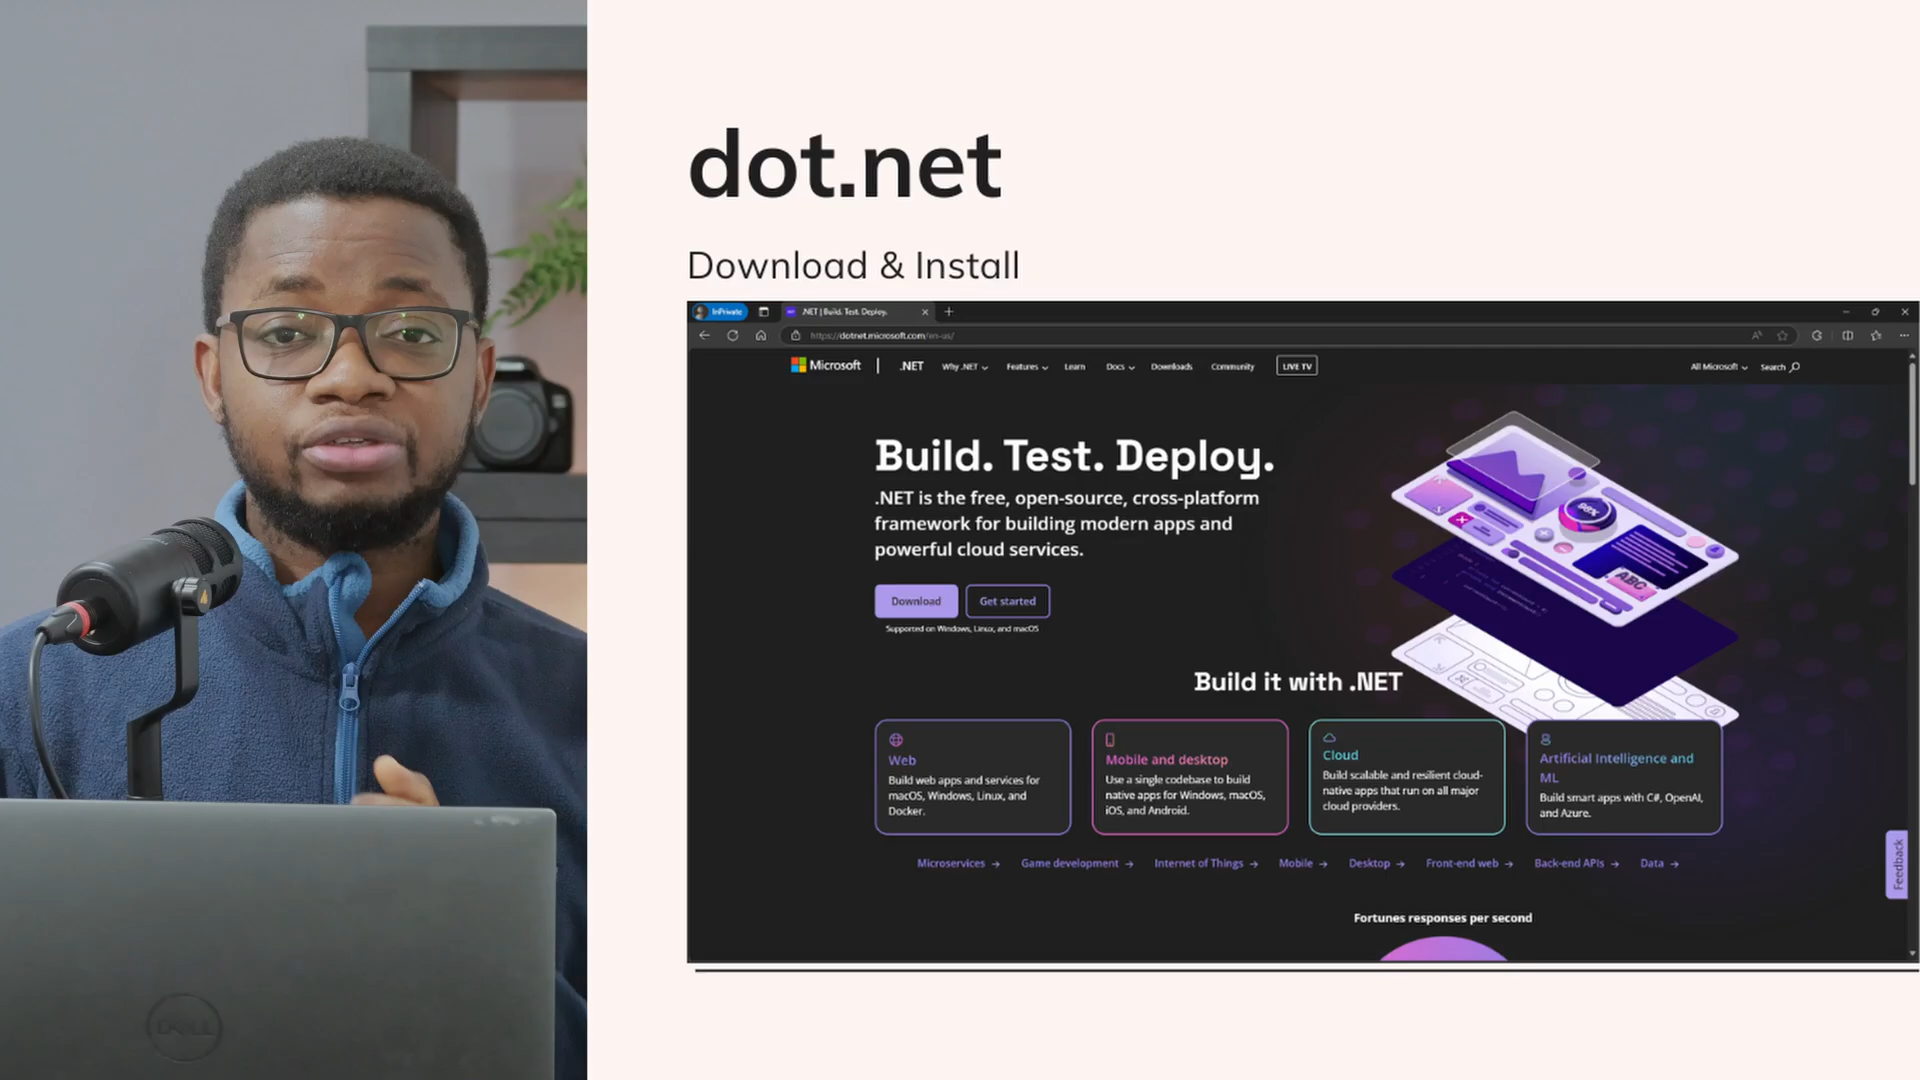 dot.net
Download & Install
InPrivate
.NET | Build. Test. Deploy.
https://dotnet.microsoft.com/en-us/
Microsoft | .NET Why .NET Features Learn Docs Downloads Community LIVE TV All Microsoft Search
Build. Test. Deploy.
.NET is the free, open-source, cross-platform
framework for building modern apps and
powerful cloud services.
Download Get started
Supported on Windows, Linux, and macOS
98%
ABC
Build it with .NET
Web
Build web apps and services for
macOS, Windows, Linux, and
Docker.
Mobile and desktop
Use a single codebase to build
native apps for Windows, macOS,
iOS, and Android.
Cloud
Build scalable and resilient cloud-
native apps that run on all major
cloud providers.
Artificial Intelligence and
ML
Build smart apps with C#, OpenAI,
and Azure.
Microservices → Game development → Internet of Things → Mobile → Desktop → Front-end web → Back-end APIs → Data →
Feedback
Fortunes responses per second
DELL